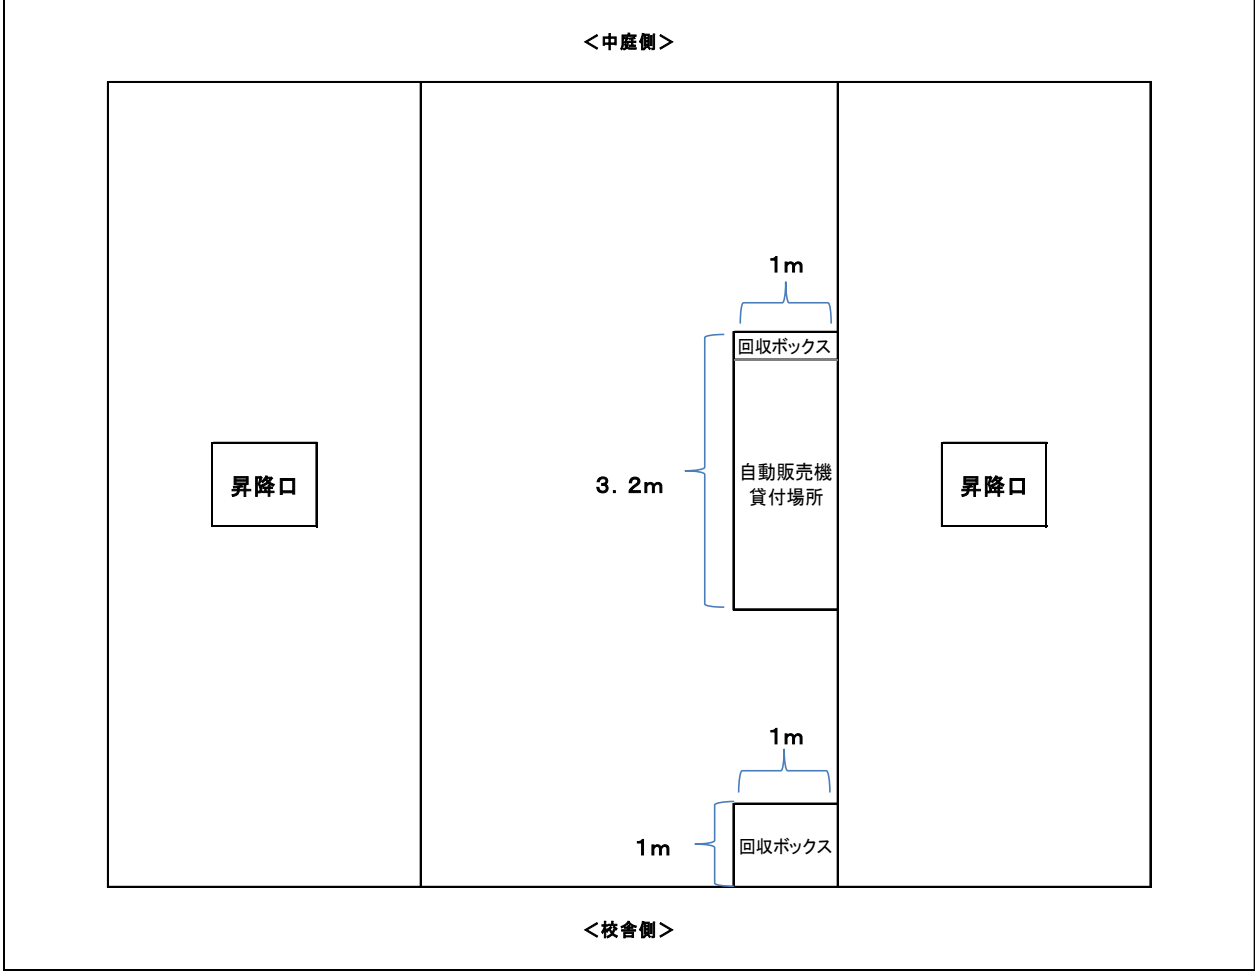 ＜中庭側＞
1m
回収ボックス
自動販売機
貸付場所
3．2m
昇降口
昇降口
1m
1m
回収ボックス
＜校舎側＞